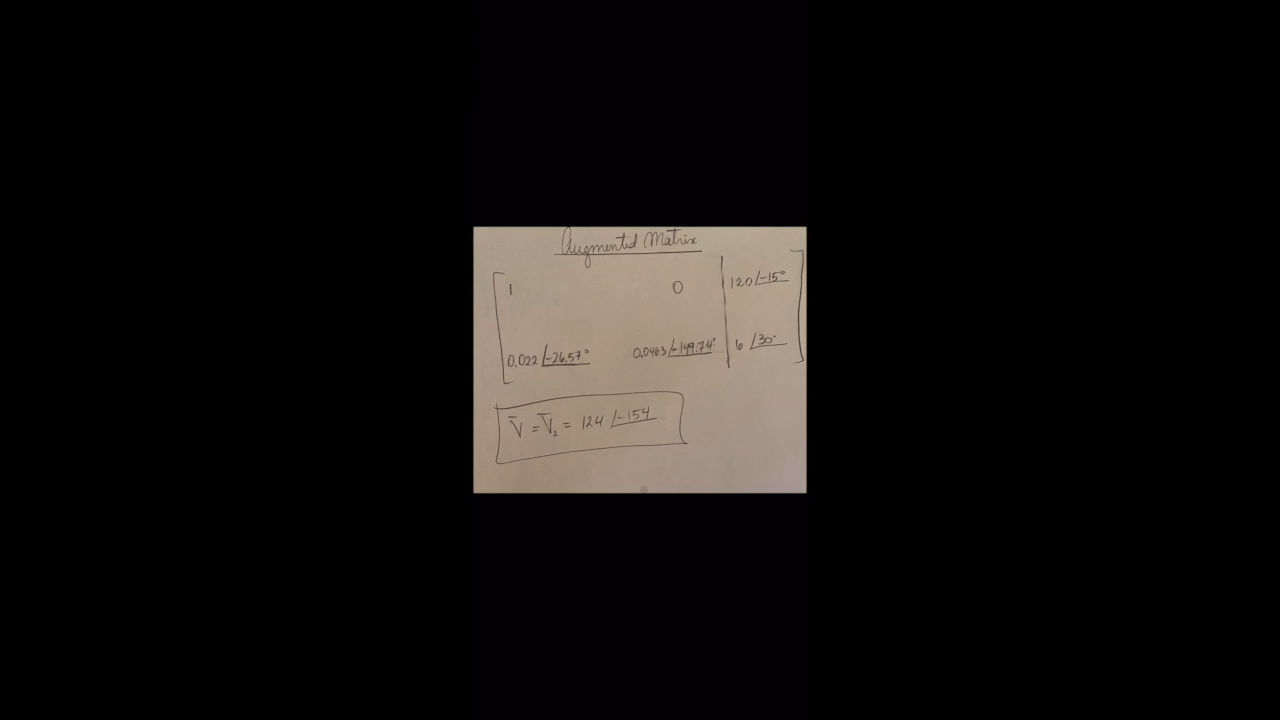 Augmented Matrix
1 0 120 /-15°
0.022 /-26.57° 0.0463 /-149.74° 6 /30°
V̄ = V̄₂ = 124 /-154